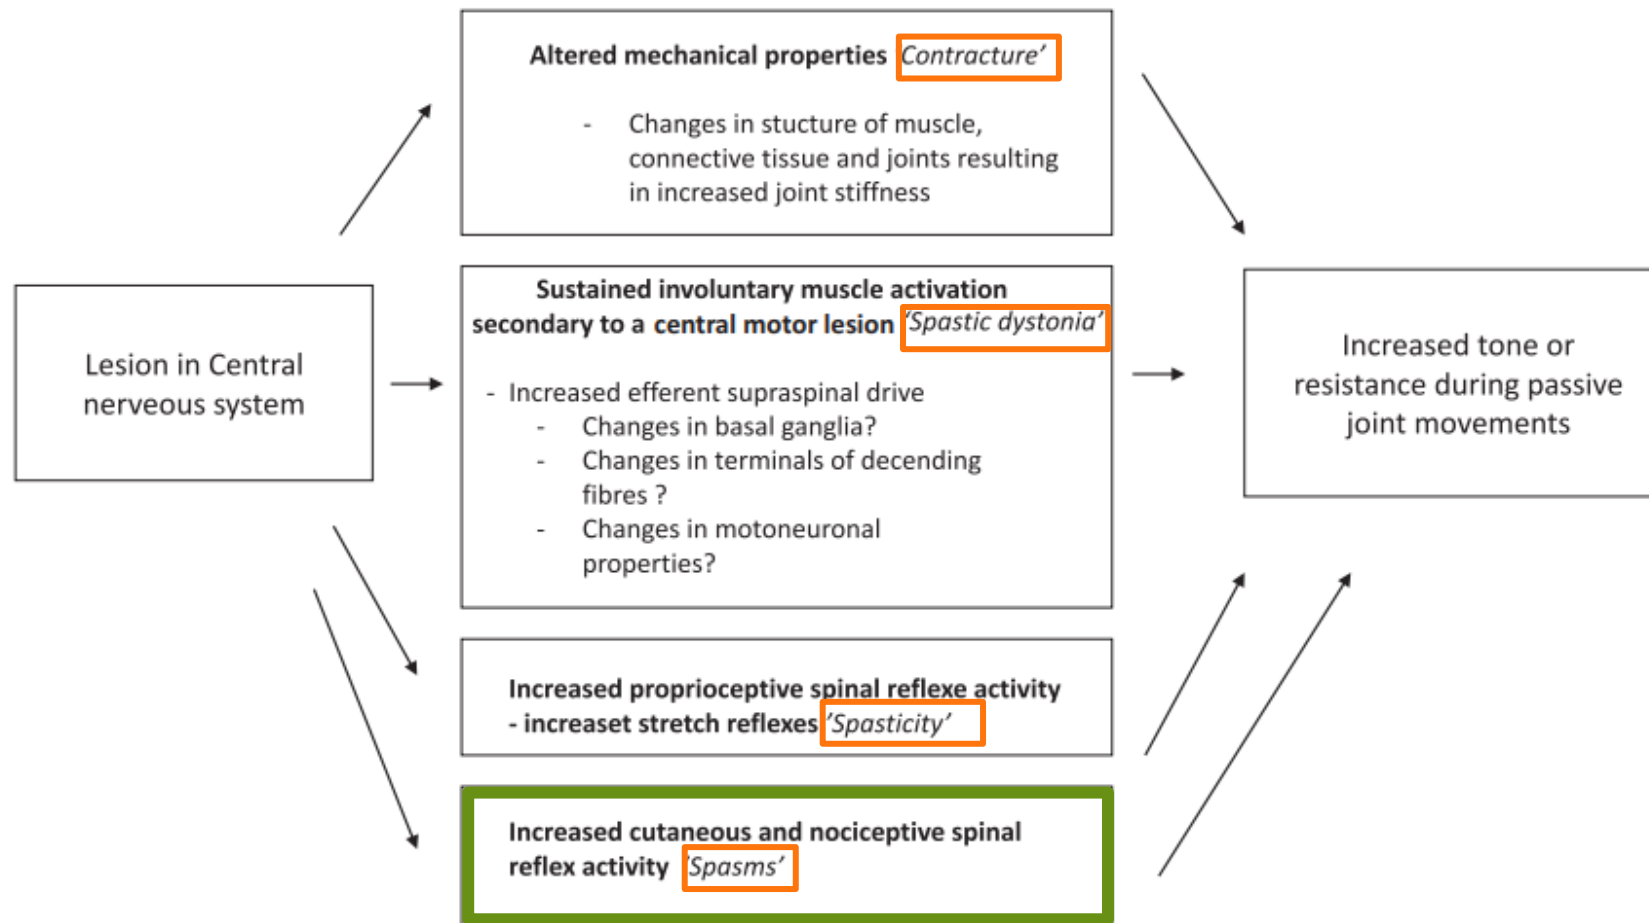 Altered mechanical properties 'Contracture'
- Changes in stucture of muscle,
connective tissue and joints resulting
in increased joint stiffness
Lesion in Central
nerveous system
Sustained involuntary muscle activation
secondary to a central motor lesion 'Spastic dystonia'
- Increased efferent supraspinal drive
- Changes in basal ganglia?
- Changes in terminals of decending
fibres ?
- Changes in motoneuronal
properties?
Increased tone or
resistance during passive
joint movements
Increased proprioceptive spinal reflexe activity
- increaset stretch reflexes 'Spasticity'
Increased cutaneous and nociceptive spinal
reflex activity 'Spasms'